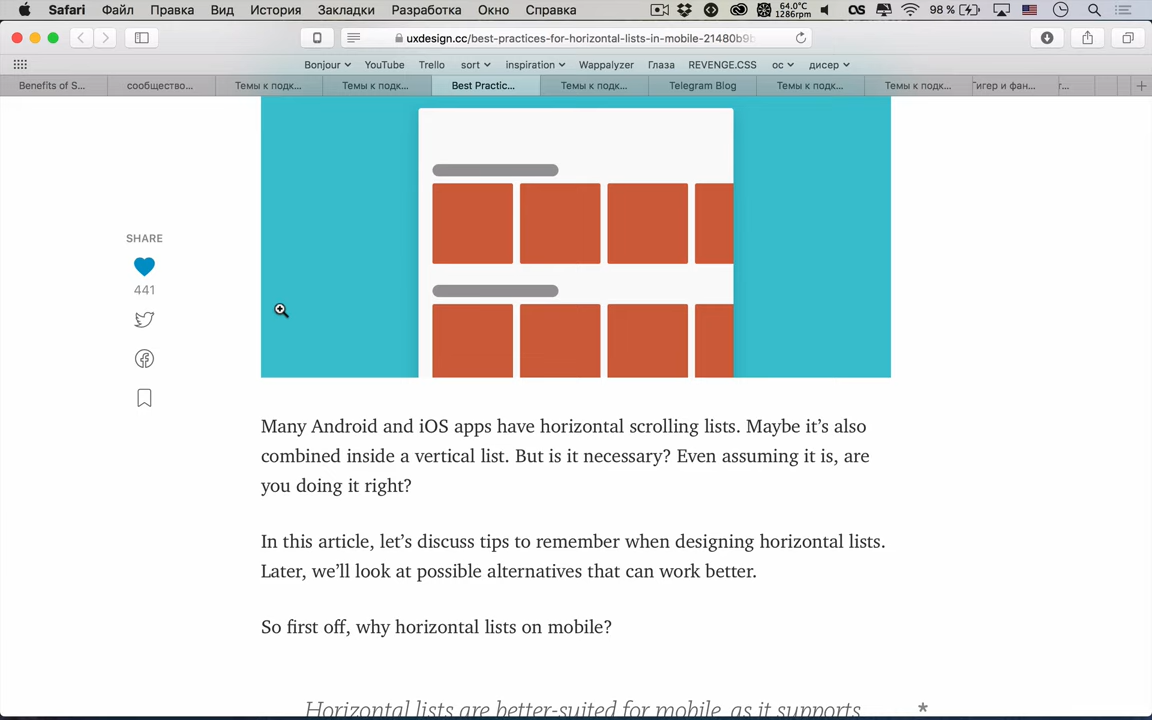 Safari Файл Правка Вид История Закладки Разработка Окно Справка 64.0°C 1286rpm OS 98 %
uxdesign.cc/best-practices-for-horizontal-lists-in-mobile-21480b9b
Bonjour YouTube Trello sort inspiration Wappalyzer Глаза REVENGE.CSS ос дисер
Benefits of S... сообщество... Темы к подк... Темы к подк... Best Practic... Темы к подк... Telegram Blog Темы к подк... Темы к подк... Гигер и фан...
SHARE
441
Many Android and iOS apps have horizontal scrolling lists. Maybe it’s also
combined inside a vertical list. But is it necessary? Even assuming it is, are
you doing it right?
In this article, let’s discuss tips to remember when designing horizontal lists.
Later, we’ll look at possible alternatives that can work better.
So first off, why horizontal lists on mobile?
Horizontal lists are better-suited for mobile, as it supports *